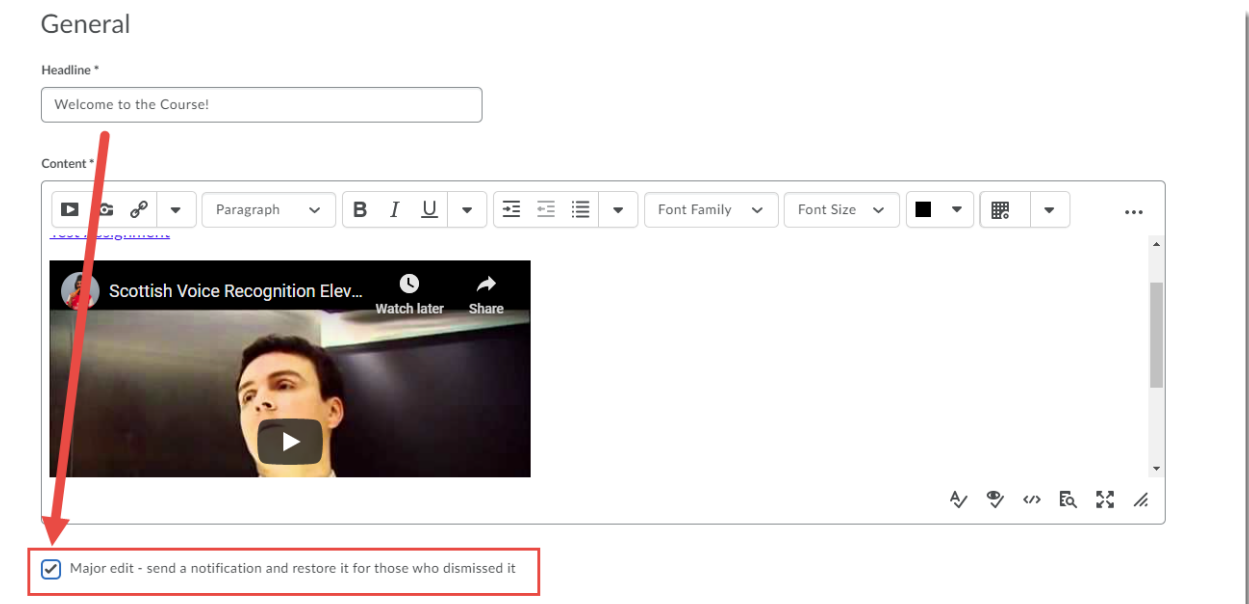 General
Headline *
Welcome to the Course!
Content *
Paragraph
B I U
Font Family
Font Size
Scottish Voice Recognition Elev...
Watch later
Share
Major edit - send a notification and restore it for those who dismissed it